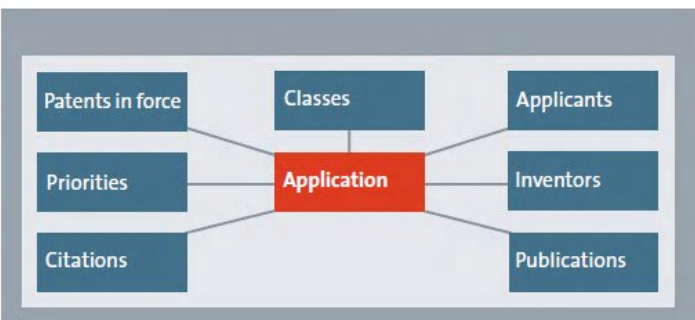 Patents in force
Classes
Applicants
Priorities
Application
Inventors
Citations
Publications